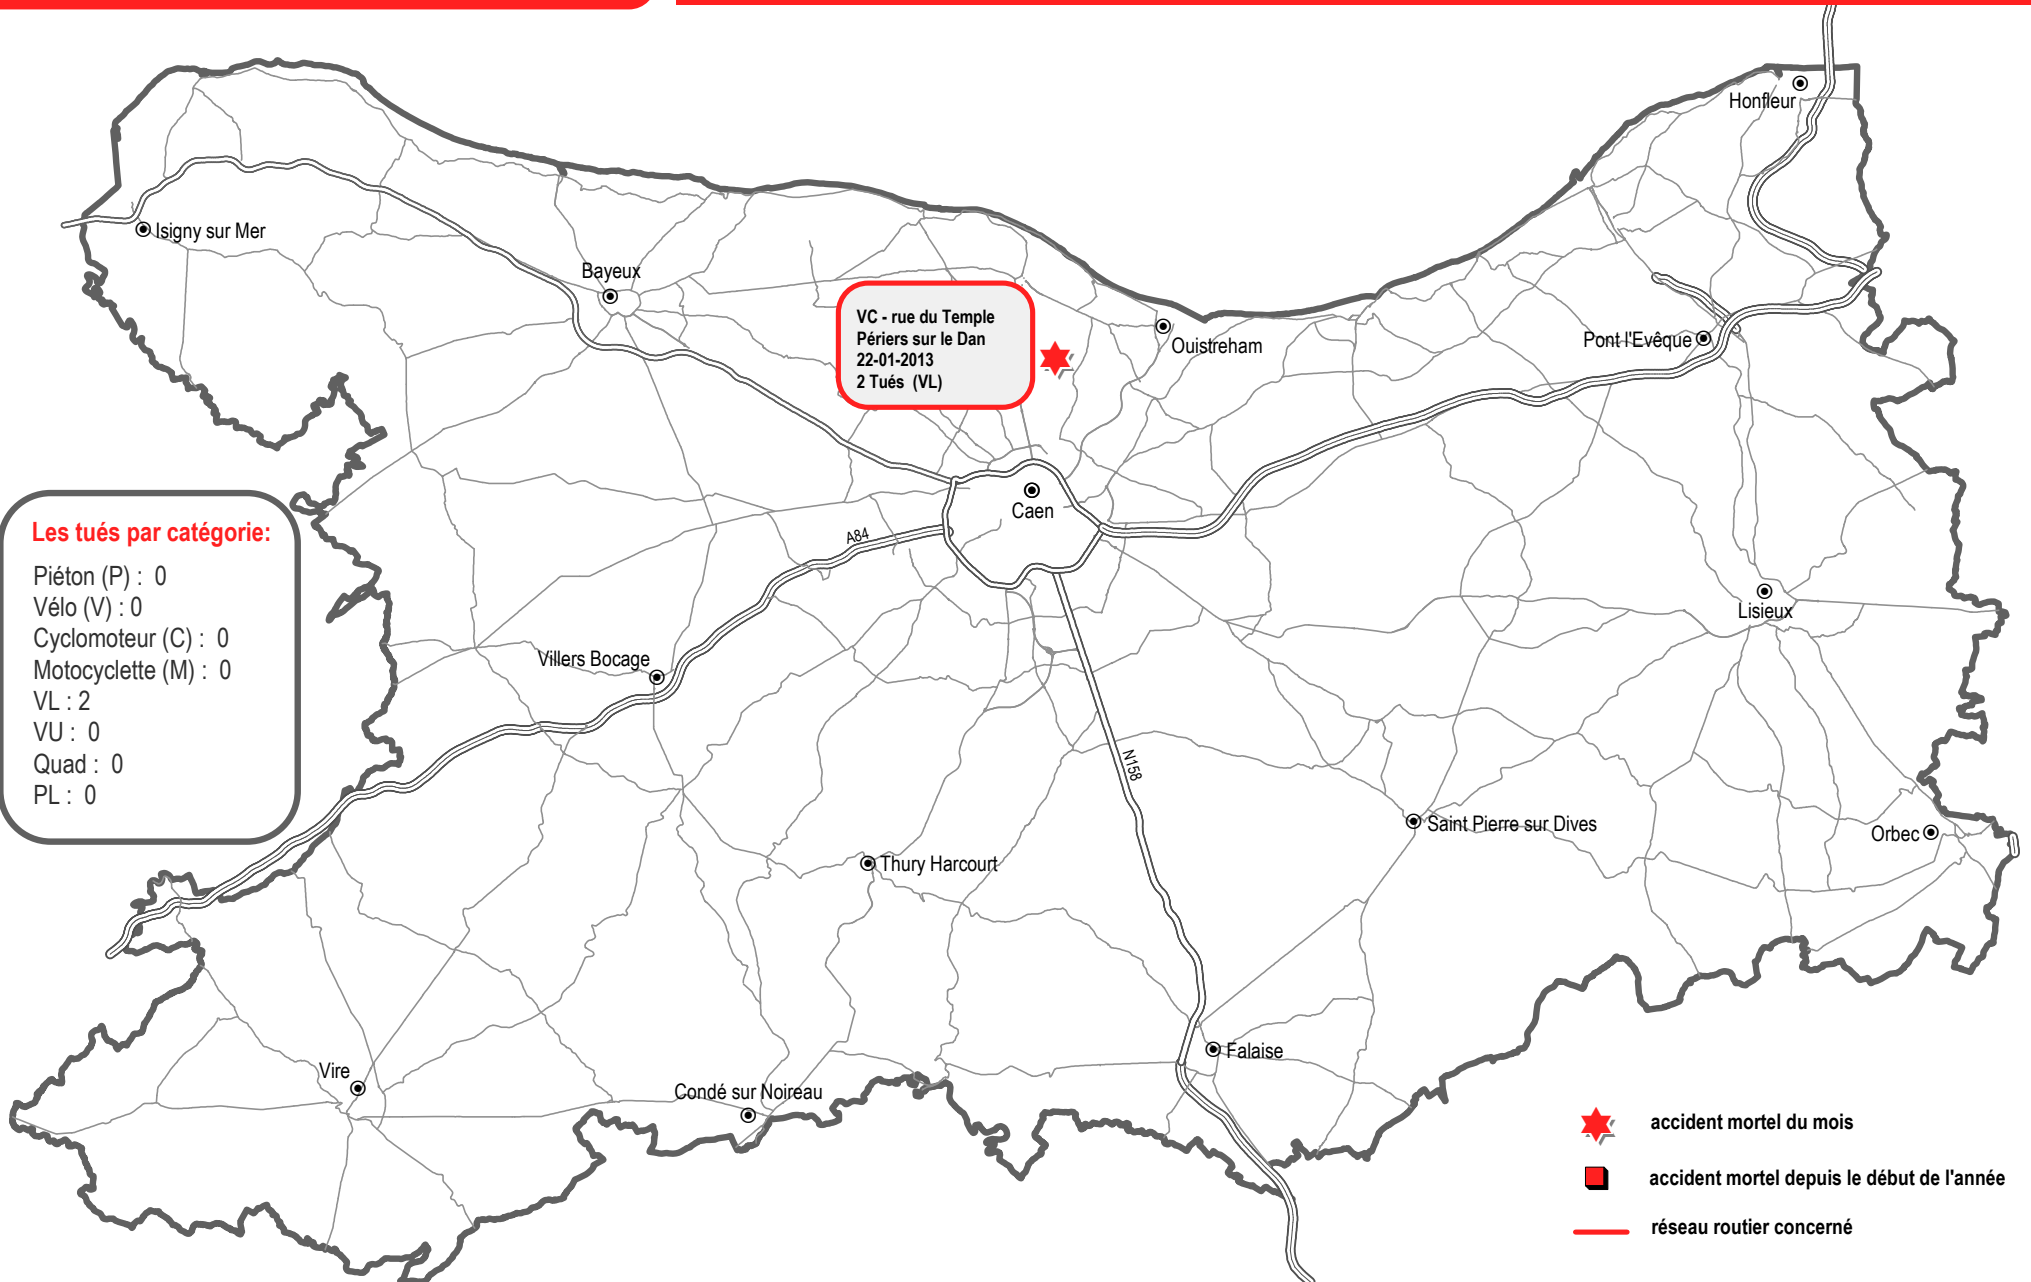 Honfleur
Isigny sur Mer
Bayeux
VC - rue du Temple
Périers sur le Dan
22-01-2013
2 Tués (VL)
Ouistreham
Pont l'Evêque
Caen
A84
Les tués par catégorie:
Piéton (P) : 0
Vélo (V) : 0
Cyclomoteur (C) : 0
Motocyclette (M) : 0
VL : 2
VU : 0
Quad : 0
PL : 0
Lisieux
Villers Bocage
N158
Saint Pierre sur Dives
Orbec
Thury Harcourt
Falaise
Vire
Condé sur Noireau
accident mortel du mois
accident mortel depuis le début de l'année
réseau routier concerné